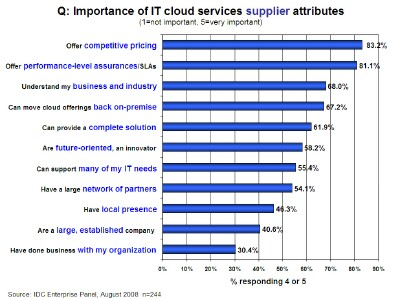 Q: Importance of IT cloud services supplier attributes
(1=not important, 5=very important)
Offer competitive pricing 83.2%
Offer performance-level assurances/SLAs 81.1%
Understand my business and industry 68.0%
Can move cloud offerings back on-premise 67.2%
Can provide a complete solution 61.9%
Are future-oriented, an innovator 58.2%
Can support many of my IT needs 55.4%
Have a large network of partners 54.1%
Have local presence 46.3%
Are a large, established company 40.6%
Have done business with my organization 30.4%
0% 10% 20% 30% 40% 50% 60% 70% 80% 90%
% responding 4 or 5
Source: IDC Enterprise Panel, August 2008 n=244